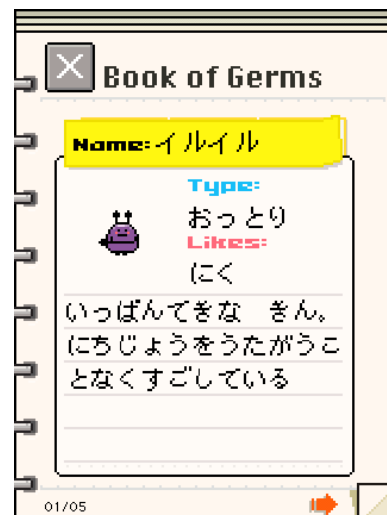 Book of Germs
Name:イルイル
Type:
おっとり
Likes:
にく
いっぱんてきな　きん。
にちじょうをうたがうこ
となくすごしている
01/05